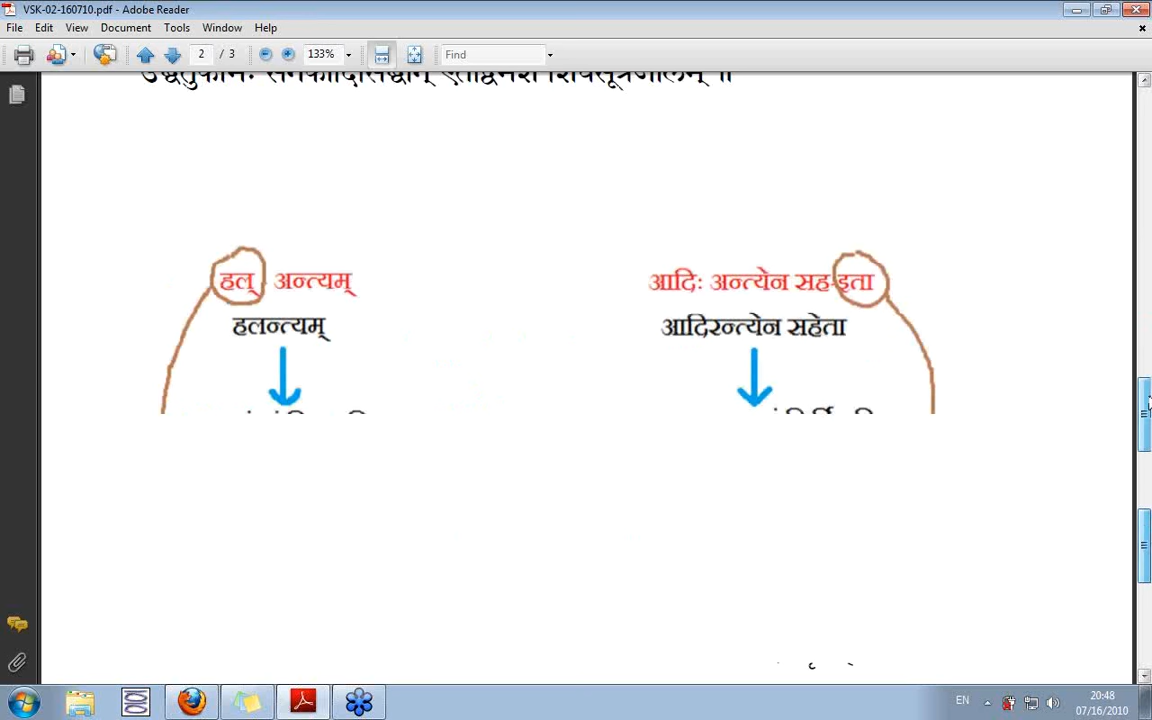 VSK-02-160710.pdf - Adobe Reader
File Edit View Document Tools Window Help
2 / 3 133% Find
हल् अन्त्यम् आदिः अन्त्येन सह इता
हलन्त्यम् आदिरन्त्येन सहेता
EN 20:48
07/16/2010